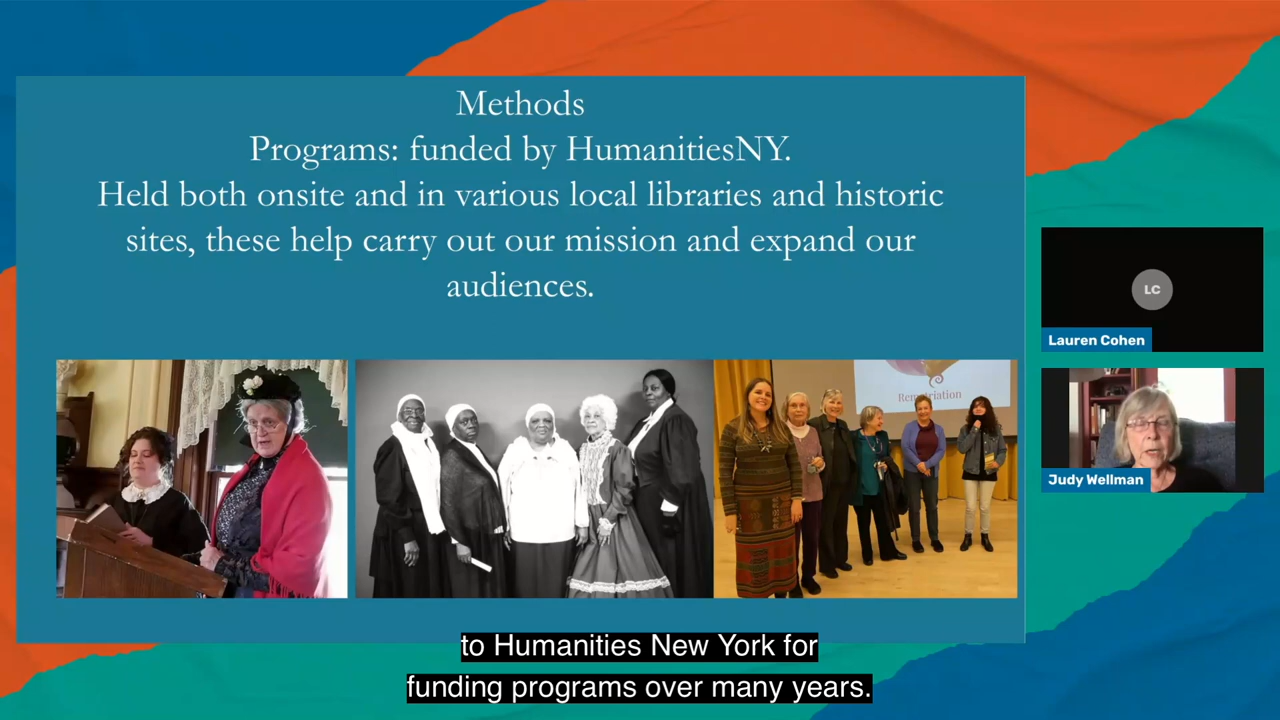 Methods
Programs: funded by HumanitiesNY.
Held both onsite and in various local libraries and historic
sites, these help carry out our mission and expand our
audiences.
Rematriation
LC
Lauren Cohen
Judy Wellman
to Humanities New York for
funding programs over many years.